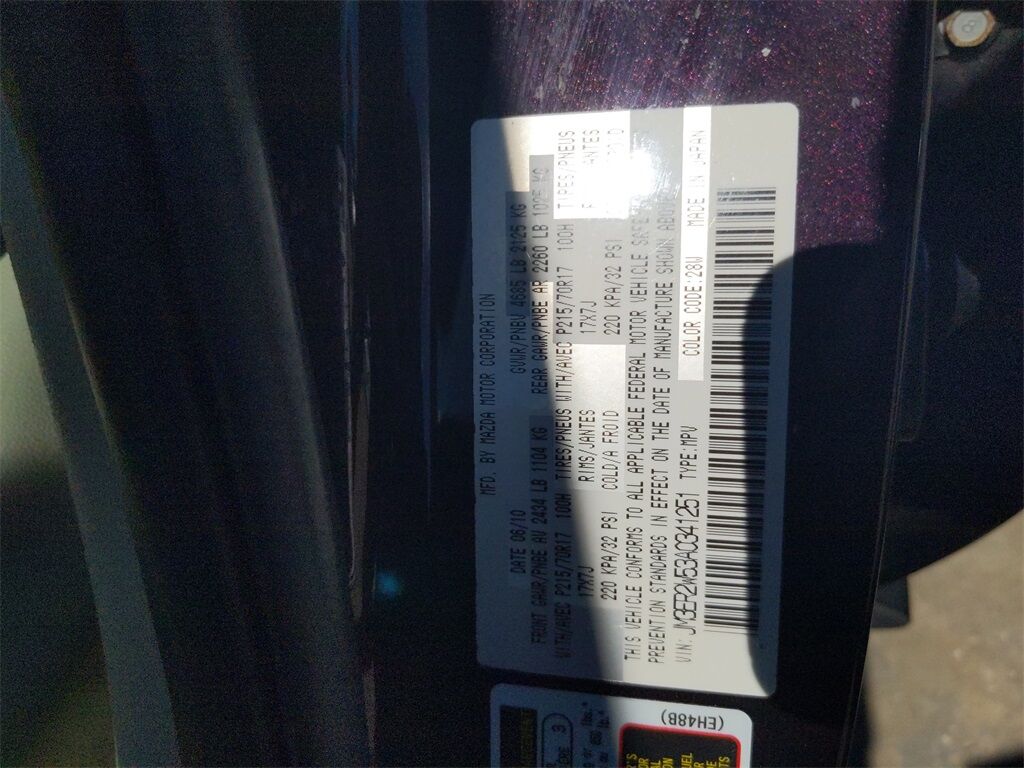 MFD. BY MAZDA MOTOR CORPORATION
DATE 06/10 GVWR/PNBV 4685 LB 2125 KG
FRONT GAWR/PNBE AV 2434 LB 1104 KG REAR GAWR/PNBE AR 2260 LB 1025 KG
WITH/AVEC P215/70R17 100H TIRES/PNEUS WITH/AVEC P215/70R17 100H TIRES/PNEUS
17X7J RIMS/JANTES 17X7J
220 KPA/32 PSI COLD/A FROID 220 KPA/32 PSI
THIS VEHICLE CONFORMS TO ALL APPLICABLE FEDERAL MOTOR VEHICLE
PREVENTION STANDARDS IN EFFECT ON THE DATE OF MANUFACTURE SHOWN
VIN: JM3ER2W53A0341251 TYPE:MPV COLOR CODE:28W MADE IN JAPAN
(EH48B)